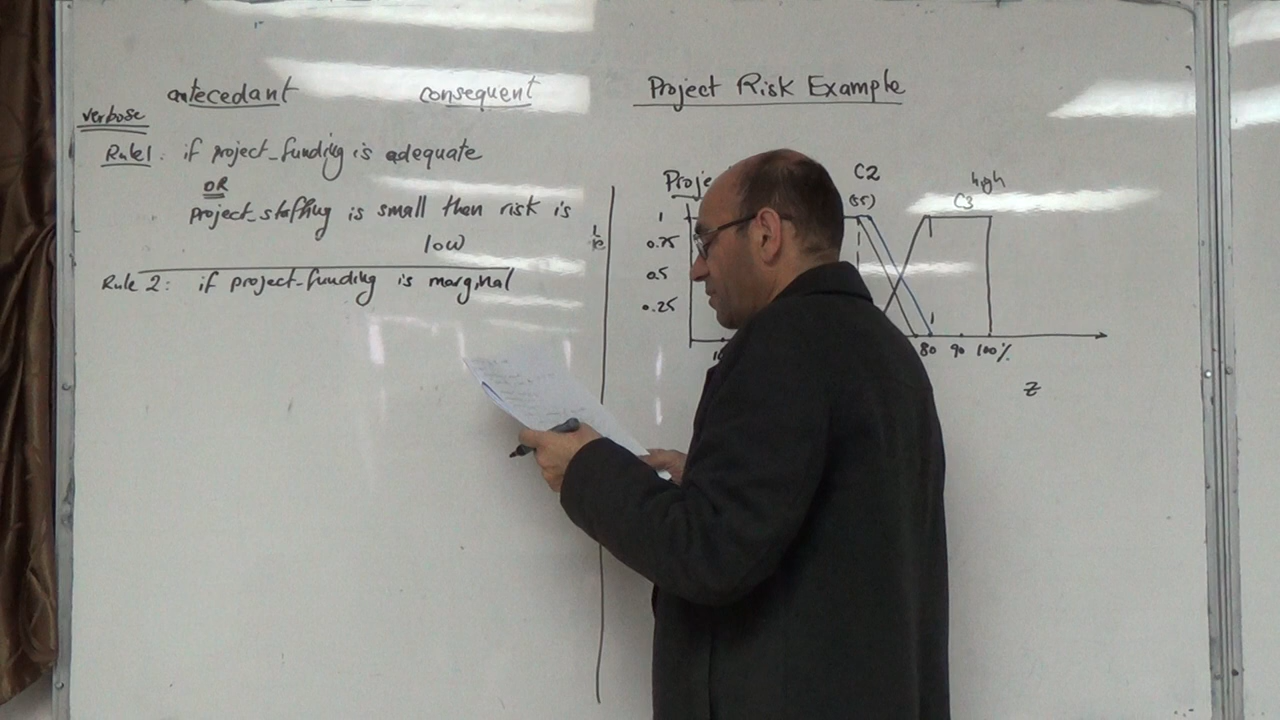 antecedant consequent
verbose
Rule1: if project_funding is adequate
OR
project_staffing is small then risk is
low
Rule 2: if project_funding is marginal
Project Risk Example
Proje
C2
high
C3
1
0.75
0.5
0.25
80 90 100%
z